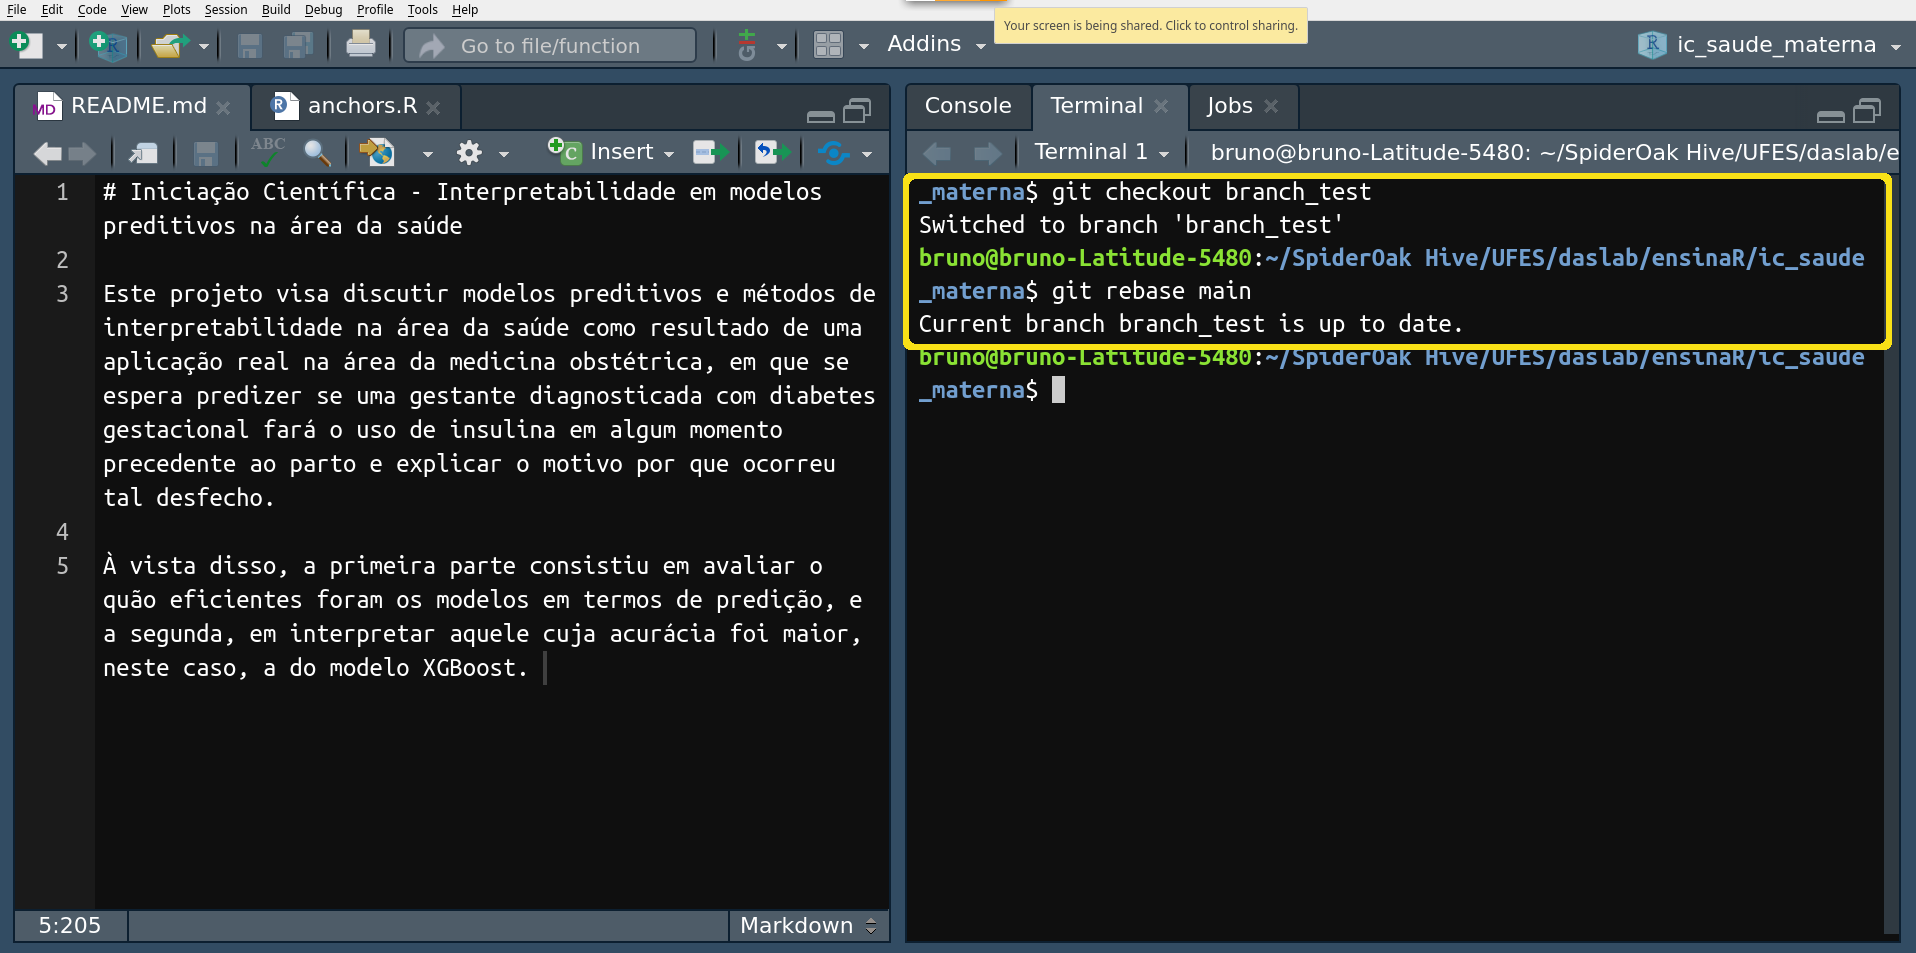 File Edit Code View Plots Session Build Debug Profile Tools Help
Your screen is being shared. Click to control sharing.
Go to file/function
Addins
ic_saude_materna
README.md
anchors.R
Console
Terminal
Jobs
ABC
Insert
Terminal 1
bruno@bruno-Latitude-5480: ~/SpiderOak Hive/UFES/daslab/e
1 # Iniciação Científica - Interpretabilidade em modelos
preditivos na área da saúde
2
3 Este projeto visa discutir modelos preditivos e métodos de
interpretabilidade na área da saúde como resultado de uma
aplicação real na área da medicina obstétrica, em que se
espera predizer se uma gestante diagnosticada com diabetes
gestacional fará o uso de insulina em algum momento
precedente ao parto e explicar o motivo por que ocorreu
tal desfecho.
4
5 À vista disso, a primeira parte consistiu em avaliar o
quão eficientes foram os modelos em termos de predição, e
a segunda, em interpretar aquele cuja acurácia foi maior,
neste caso, a do modelo XGBoost.
5:205
Markdown
_materna$ git checkout branch_test
Switched to branch 'branch_test'
bruno@bruno-Latitude-5480:~/SpiderOak Hive/UFES/daslab/ensinaR/ic_saude
_materna$ git rebase main
Current branch branch_test is up to date.
bruno@bruno-Latitude-5480:~/SpiderOak Hive/UFES/daslab/ensinaR/ic_saude
_materna$